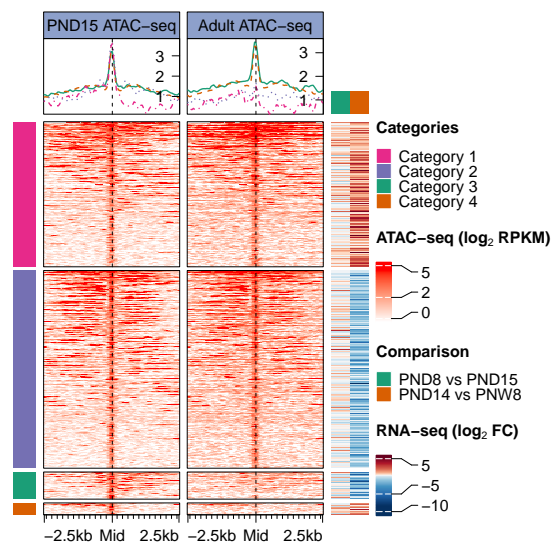 PND15 ATAC−seq
Adult ATAC−seq
3
2
1
3
2
1
Categories
Category 1
Category 2
Category 3
Category 4
ATAC−seq (log₂ RPKM)
5
2
0
Comparison
PND8 vs PND15
PND14 vs PNW8
RNA−seq (log₂ FC)
5
−5
−10
−2.5kb Mid 2.5kb
−2.5kb Mid 2.5kb